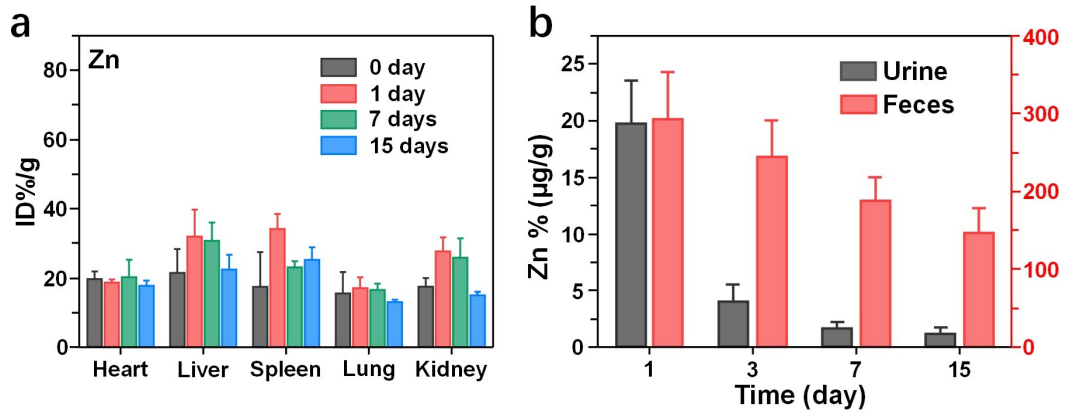 a
Zn
0 day
1 day
7 days
15 days
ID%/g
80
60
40
20
0
Heart Liver Spleen Lung Kidney
b
Urine
Feces
Zn % (μg/g)
25
20
15
10
5
0
400
300
200
100
0
1 3 7 15
Time (day)